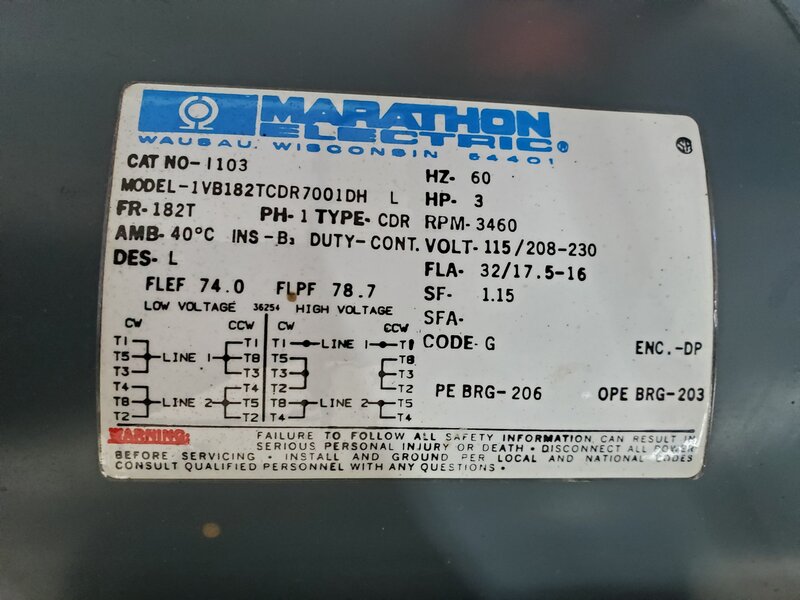 MARATHON
ELECTRIC®
WAUSAU, WISCONSIN 54401
CAT NO-1103
MODEL-1VB182TCDR7001DH L
FR-182T PH-1 TYPE-CDR
AMB-40°C INS-B₃ DUTY-CONT.
DES-L
FLEF 74.0 FLPF 78.7
HZ- 60
HP- 3
RPM-3460
VOLT-115/208-230
FLA- 32/17.5-16
SF- 1.15
SFA-
CODE-G
ENC.-DP
PE BRG-206 OPE BRG-203
LOW VOLTAGE 36254 HIGH VOLTAGE
CW CCW CW CCW
T1 T1 T1 LINE 1 T1
T5 LINE 1 T8 T5 T8
T3 T3 T3 T3
T4 T4 T2 T2
T8 LINE 2 T5 T8 LINE 2 T5
T2 T2 T4 T4
WARNING:
FAILURE TO FOLLOW ALL SAFETY INFORMATION CAN RESULT IN
SERIOUS PERSONAL INJURY OR DEATH • DISCONNECT ALL POWER
BEFORE SERVICING • INSTALL AND GROUND PER LOCAL AND NATIONAL CODES
CONSULT QUALIFIED PERSONNEL WITH ANY QUESTIONS •